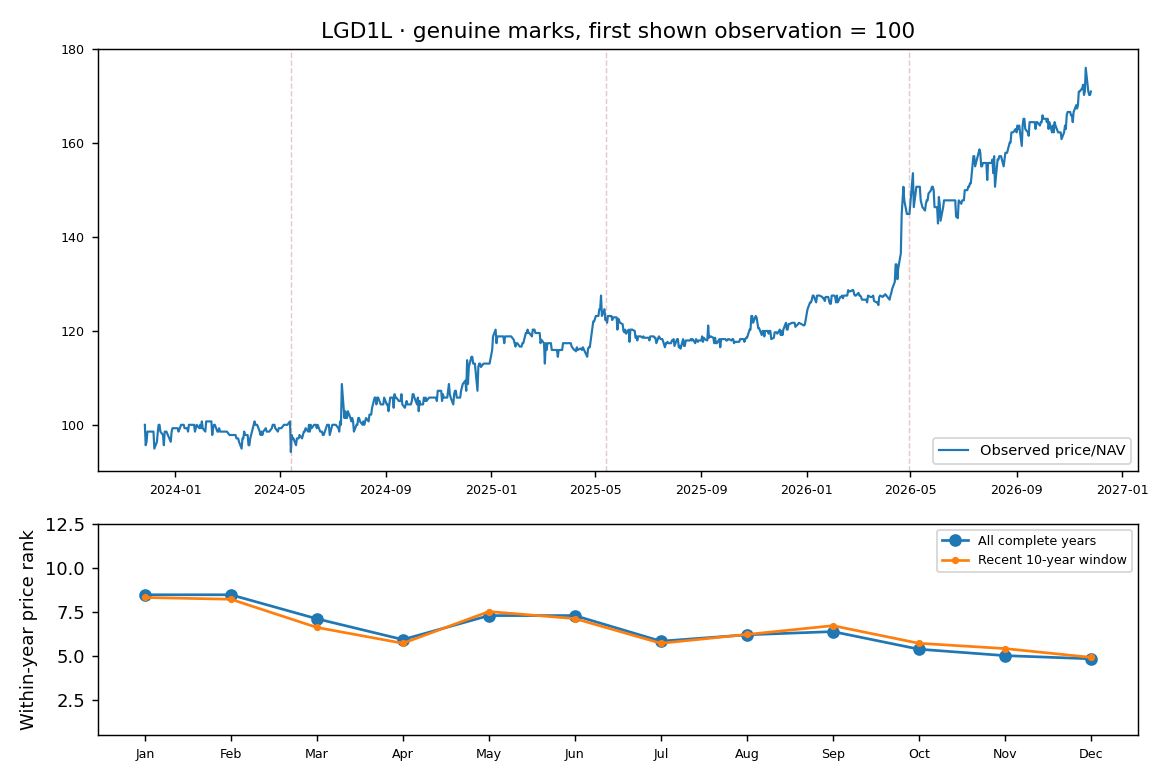 LGD1L · genuine marks, first shown observation = 100
180
160
140
120
100
Observed price/NAV
2024-01 2024-05 2024-09 2025-01 2025-05 2025-09 2026-01 2026-05 2026-09 2027-01
Within-year price rank
12.5
10.0
7.5
5.0
2.5
All complete years
Recent 10-year window
Jan Feb Mar Apr May Jun Jul Aug Sep Oct Nov Dec